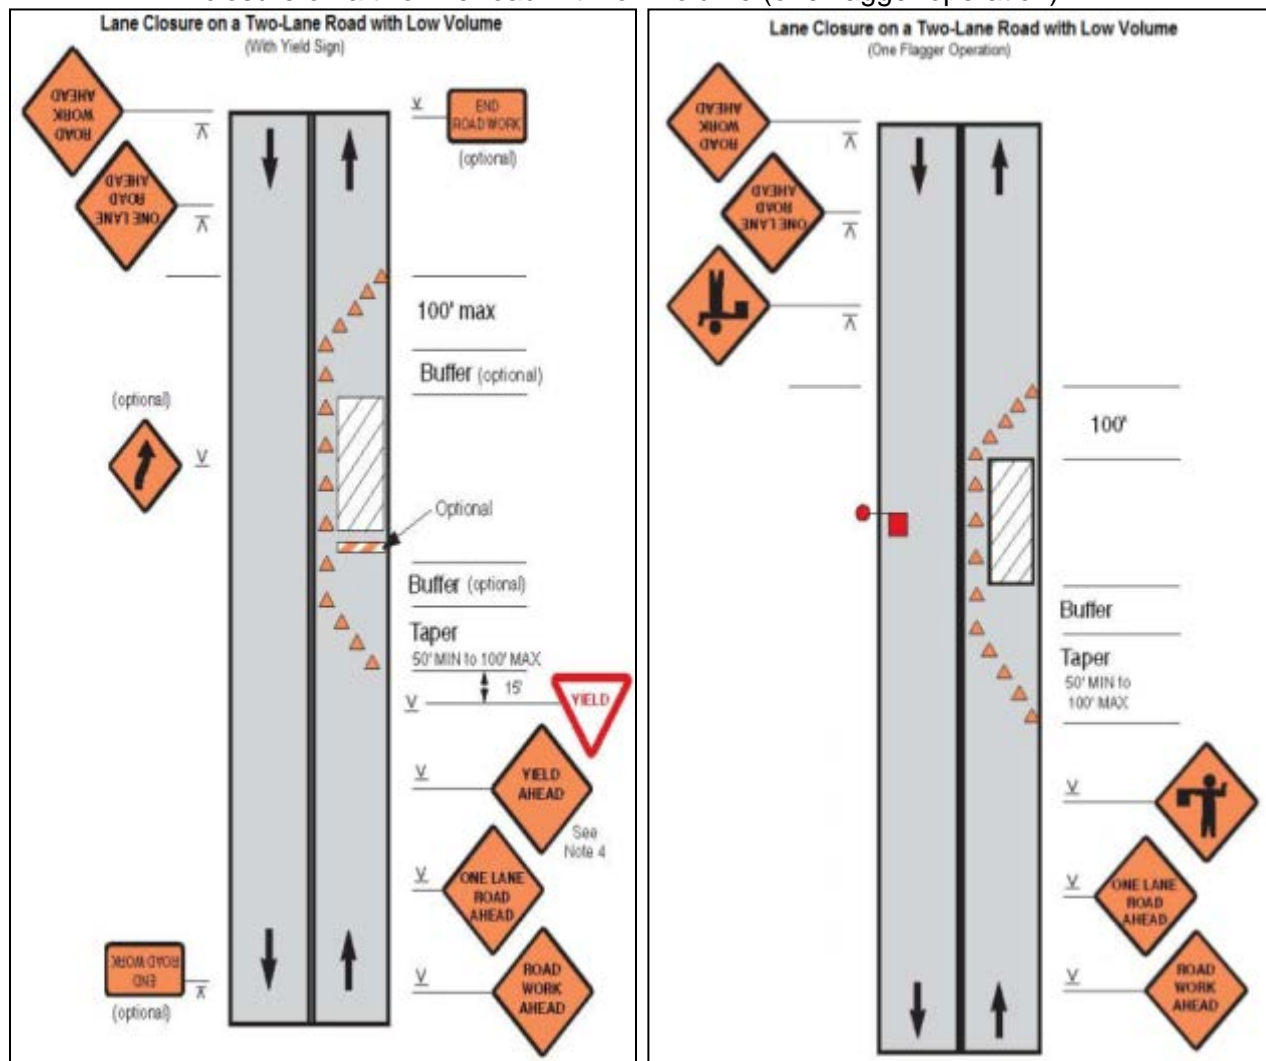 Lane Closure on a Two-Lane Road with Low Volume
(With Yield Sign)
ROAD
WORK
AHEAD
END
ROAD WORK
(optional)
ONE LANE
ROAD
AHEAD
100' max
Buffer (optional)
(optional)
Optional
Buffer (optional)
Taper
50' MIN to 100' MAX
15'
YIELD
YIELD
AHEAD
See
Note 4
ONE LANE
ROAD
AHEAD
END
ROAD WORK
(optional)
ROAD
WORK
AHEAD
Lane Closure on a Two-Lane Road with Low Volume
(One Flagger Operation)
ROAD
WORK
AHEAD
ONE LANE
ROAD
AHEAD
100'
Buffer
Taper
50' MIN to
100' MAX
ONE LANE
ROAD
AHEAD
ROAD
WORK
AHEAD